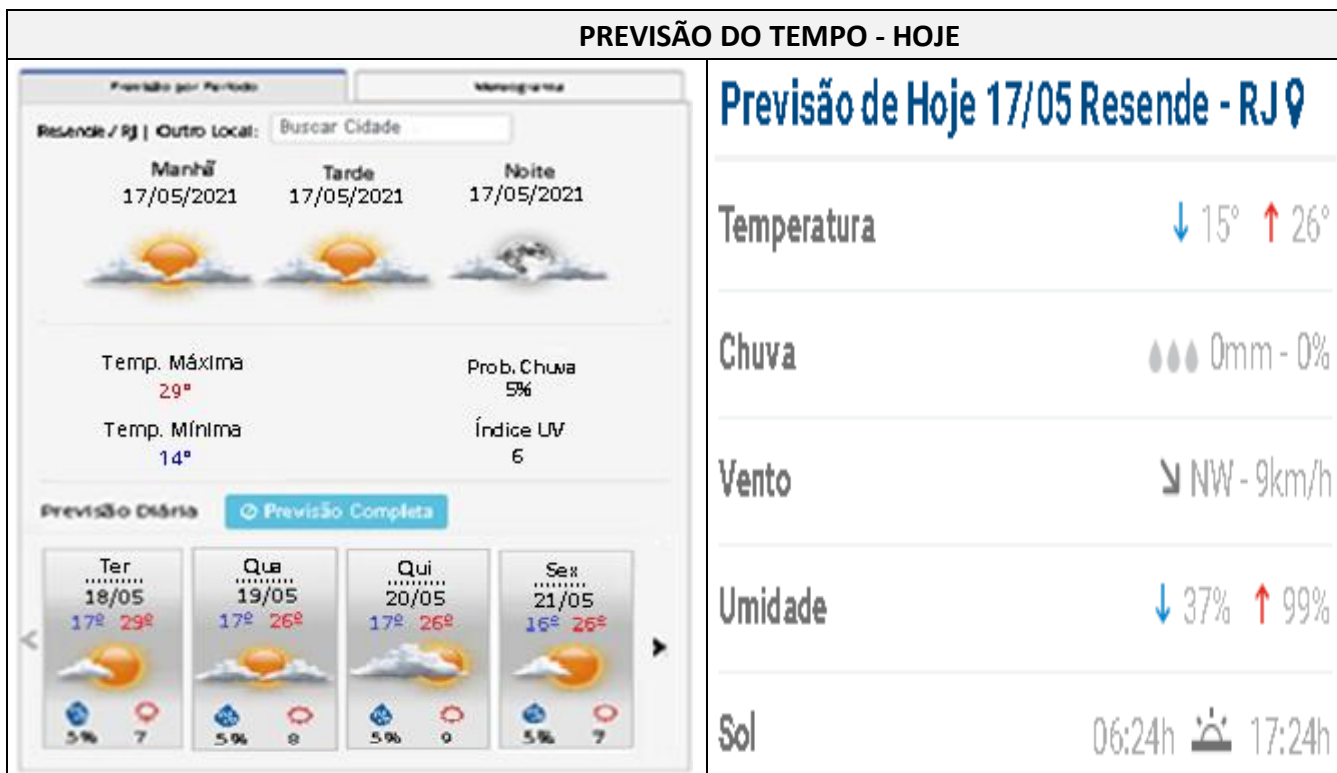 PREVISÃO DO TEMPO - HOJE
Previsão por Período
Meteograma
Resende / RJ | Outro Local: Buscar Cidade
Manhã Tarde Noite
17/05/2021 17/05/2021 17/05/2021
Temp. Máxima Prob. Chuva
29° 5%
Temp. Mínima Índice UV
14° 6
Previsão Diária Previsão Completa
Ter Qua Qui Sex
18/05 19/05 20/05 21/05
17º 29º 17º 26º 17º 26º 16º 26º
5% 7 5% 8 5% 9 5% 7
Previsão de Hoje 17/05 Resende - RJ
Temperatura 15° 26°
Chuva 0mm - 0%
Vento NW - 9km/h
Umidade 37% 99%
Sol 06:24h 17:24h